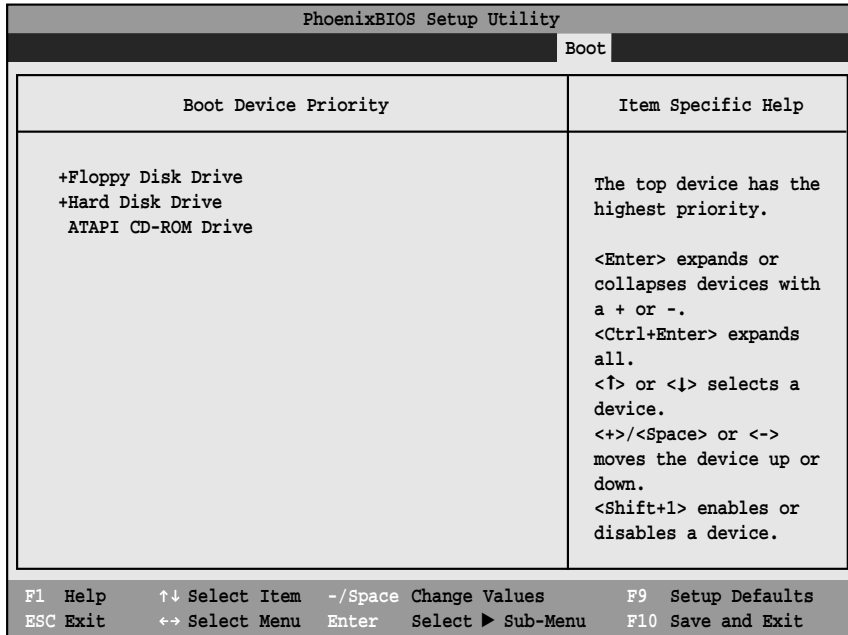 PhoenixBIOS Setup Utility
Boot
Boot Device Priority
Item Specific Help
+Floppy Disk Drive
+Hard Disk Drive
ATAPI CD-ROM Drive
The top device has the
highest priority.
<Enter> expands or
collapses devices with
a + or -.
<Ctrl+Enter> expands
all.
<↑> or <↓> selects a
device.
<+>/<Space> or <->
moves the device up or
down.
<Shift+1> enables or
disables a device.
F1 Help ↑↓ Select Item -/Space Change Values F9 Setup Defaults
ESC Exit ←→ Select Menu Enter Select ▶ Sub-Menu F10 Save and Exit